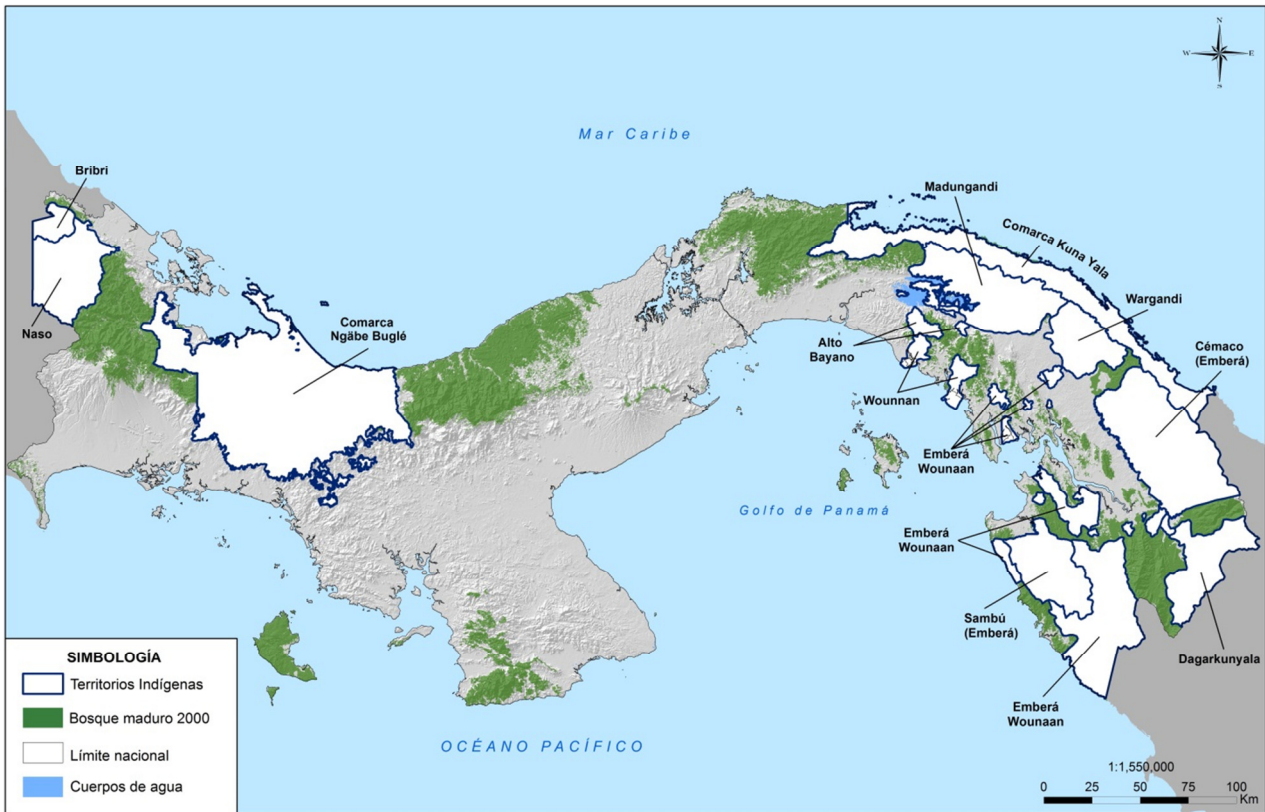 N
W E
S
Mar Caribe
Bribri
Madungandi
Comarca Kuna Yala
Wargandi
Naso
Comarca
Ngäbe Buglé
Alto
Bayano
Cémaco
(Emberá)
Wounnan
Emberá
Wounaan
Golfo de Panamá
Emberá
Wounaan
Sambú
(Emberá)
Dagarkunyala
Emberá
Wounaan
OCÉANO PACÍFICO
SIMBOLOGÍA
Territorios Indígenas
Bosque maduro 2000
Límite nacional
Cuerpos de agua
1:1,550,000
0 25 50 75 100
Km